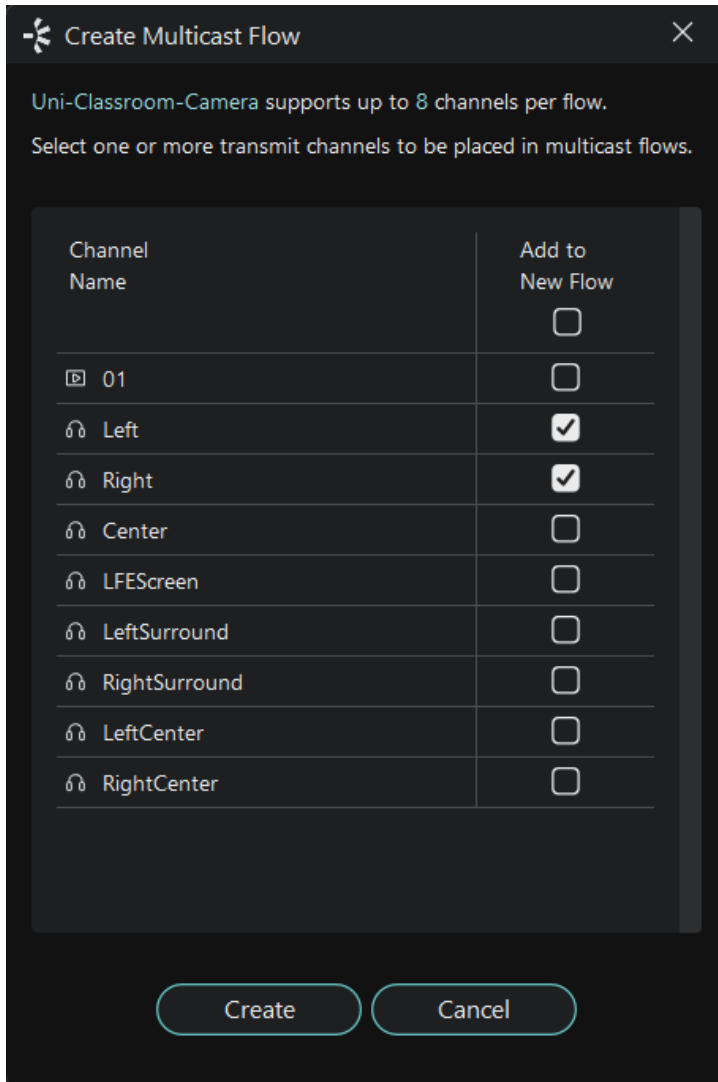 Create Multicast Flow
Uni-Classroom-Camera supports up to 8 channels per flow.
Select one or more transmit channels to be placed in multicast flows.
Channel
Name
Add to
New Flow
01
Left
Right
Center
LFEScreen
LeftSurround
RightSurround
LeftCenter
RightCenter
Create
Cancel